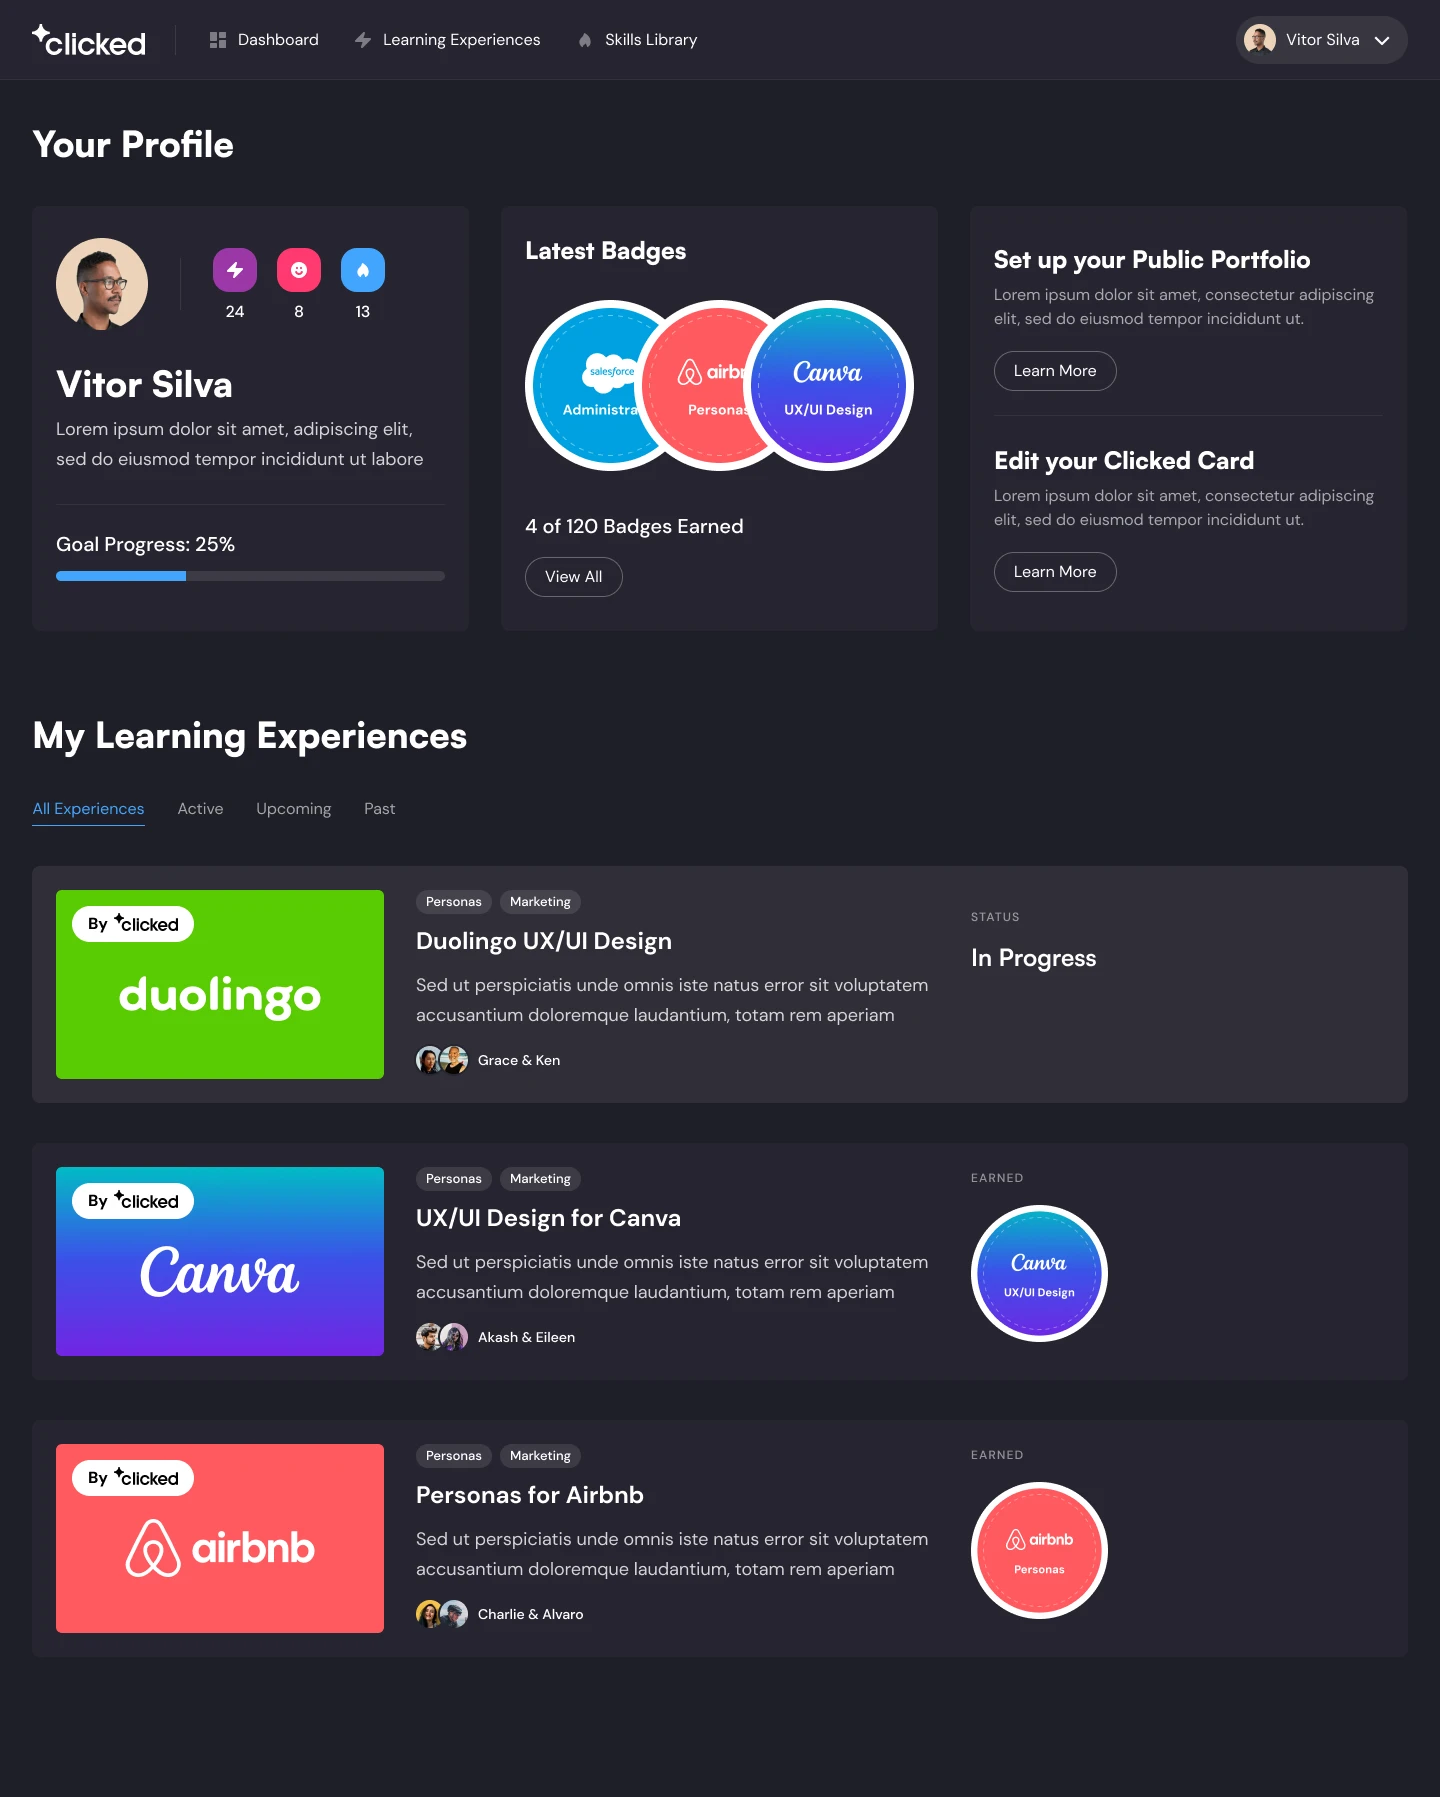 clicked
Dashboard
Learning Experiences
Skills Library
Vitor Silva
Your Profile
24
8
13
Vitor Silva
Lorem ipsum dolor sit amet, adipiscing elit,
sed do eiusmod tempor incididunt ut labore
Goal Progress: 25%
Latest Badges
salesforce
Administra
airbn
Personas
Canva
UX/UI Design
4 of 120 Badges Earned
View All
Set up your Public Portfolio
Lorem ipsum dolor sit amet, consectetur adipiscing
elit, sed do eiusmod tempor incididunt ut.
Learn More
Edit your Clicked Card
Lorem ipsum dolor sit amet, consectetur adipiscing
elit, sed do eiusmod tempor incididunt ut.
Learn More
My Learning Experiences
All Experiences
Active
Upcoming
Past
By clicked
duolingo
Personas
Marketing
Duolingo UX/UI Design
Sed ut perspiciatis unde omnis iste natus error sit voluptatem
accusantium doloremque laudantium, totam rem aperiam
Grace & Ken
STATUS
In Progress
By clicked
Canva
Personas
Marketing
UX/UI Design for Canva
Sed ut perspiciatis unde omnis iste natus error sit voluptatem
accusantium doloremque laudantium, totam rem aperiam
Akash & Eileen
EARNED
Canva
UX/UI Design
By clicked
airbnb
Personas
Marketing
Personas for Airbnb
Sed ut perspiciatis unde omnis iste natus error sit voluptatem
accusantium doloremque laudantium, totam rem aperiam
Charlie & Alvaro
EARNED
airbnb
Personas